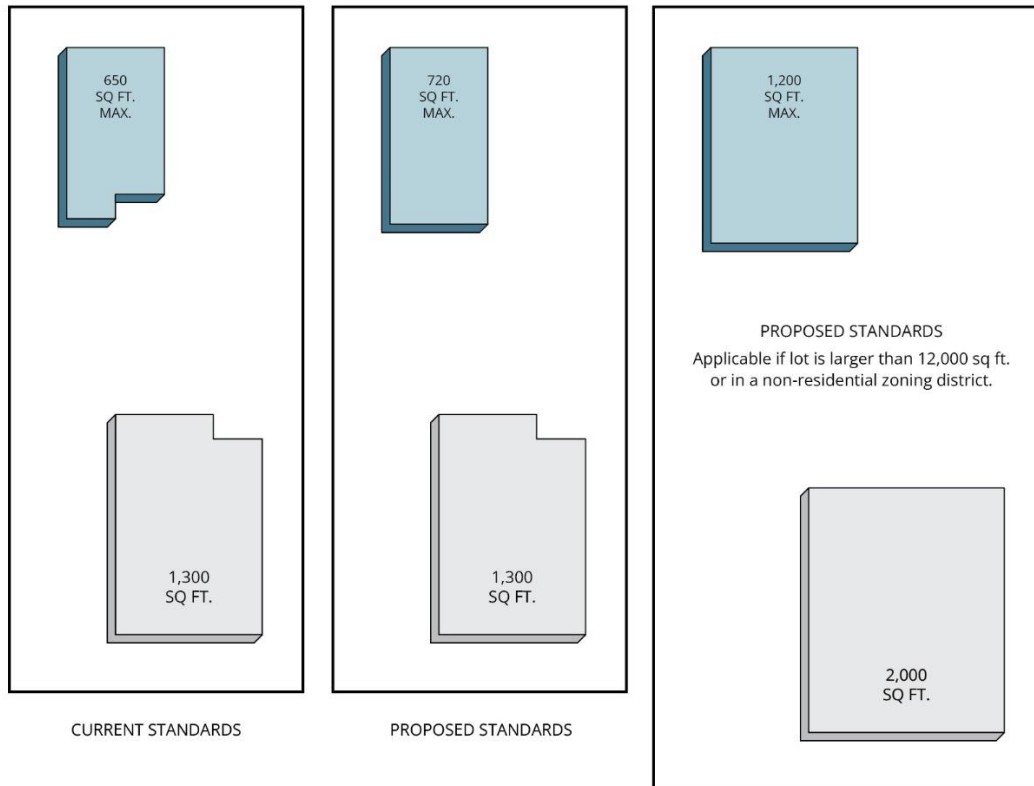 650
SQ FT.
MAX.
1,300
SQ FT.
CURRENT STANDARDS
720
SQ FT.
MAX.
1,300
SQ FT.
PROPOSED STANDARDS
1,200
SQ FT.
MAX.
PROPOSED STANDARDS
Applicable if lot is larger than 12,000 sq ft.
or in a non-residential zoning district.
2,000
SQ FT.